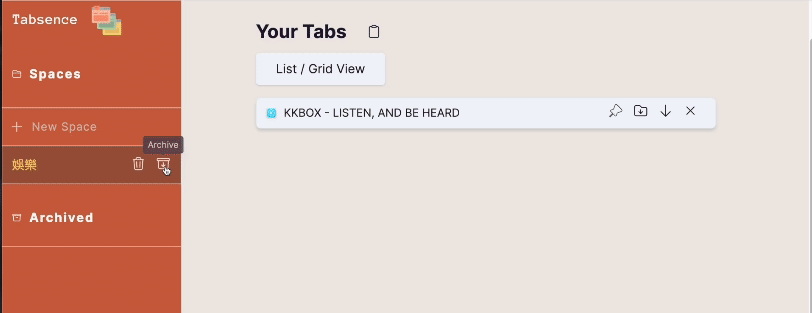 Tabsence
Spaces
New Space
Archive
娛樂
Archived
Your Tabs
List / Grid View
KKBOX - LISTEN, AND BE HEARD